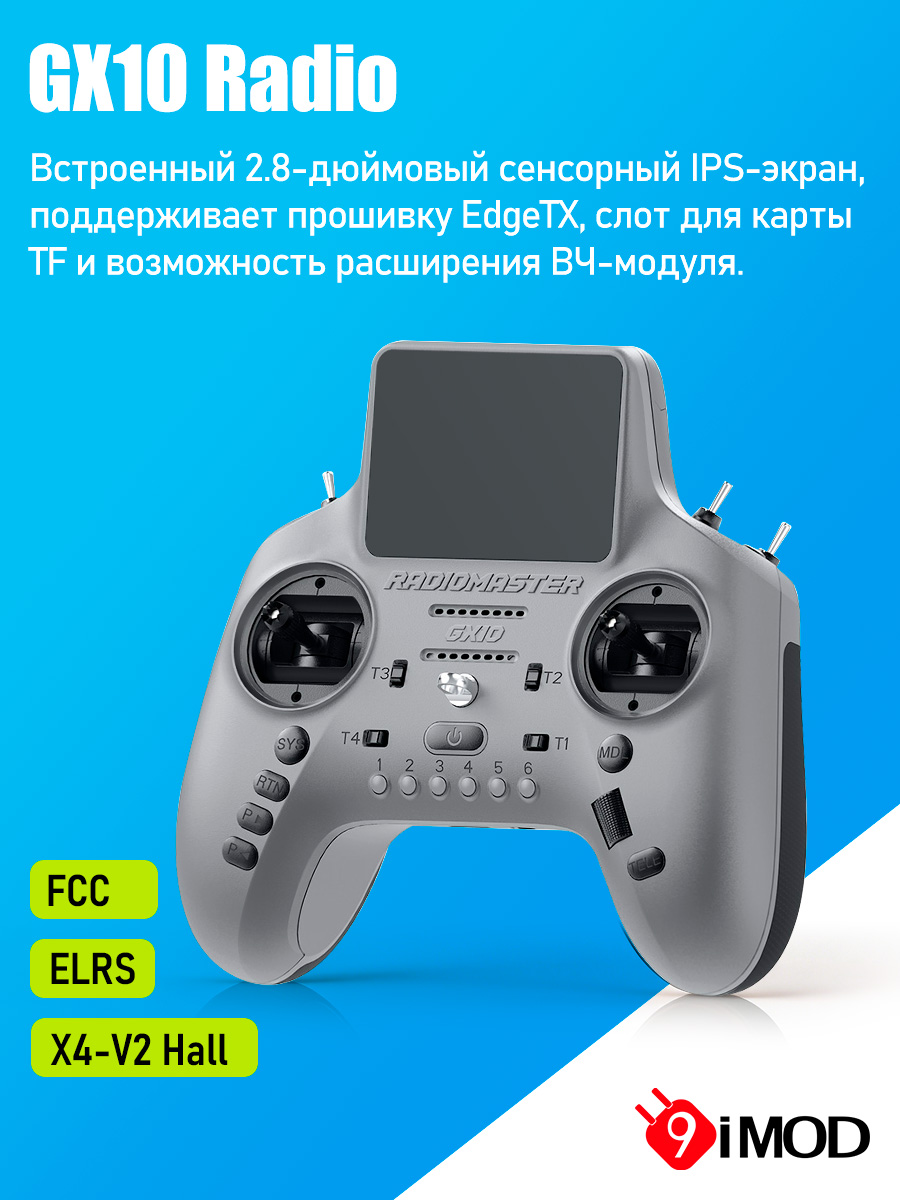 GX10 Radio
Встроенный 2.8-дюймовый сенсорный IPS-экран,
поддерживает прошивку EdgeTX, слот для карты
TF и возможность расширения ВЧ-модуля.
RADIOMASTER
GX10
T3
T2
T4
T1
SYS
MDL
1 2 3 4 5 6
RTN
P►
P◄
TELE
FCC
ELRS
X4-V2 Hall
9iMOD